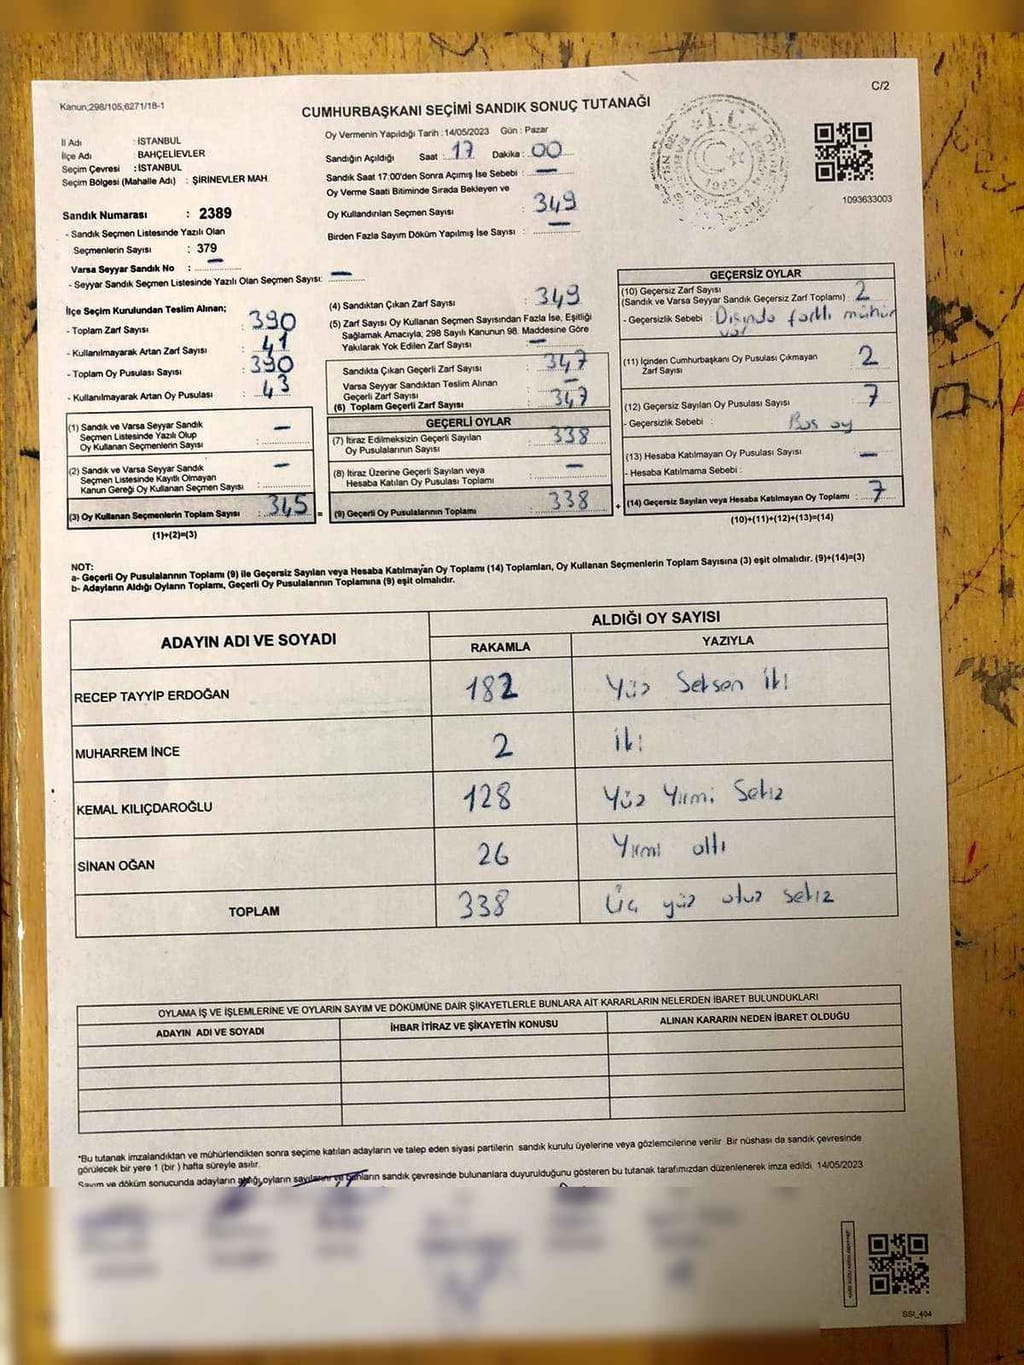 Kanun;298/105,6271/18-1
C/2
CUMHURBAŞKANI SEÇİMİ SANDIK SONUÇ TUTANAĞI
İl Adı : İSTANBUL
İlçe Adı : BAHÇELİEVLER
Seçim Çevresi : İSTANBUL
Seçim Bölgesi (Mahalle Adı) : ŞİRİNEVLER MAH.
Sandık Numarası : 2389
- Sandık Seçmen Listesinde Yazılı Olan
Seçmenlerin Sayısı : 379
Varsa Seyyar Sandık No : —
- Seyyar Sandık Seçmen Listesinde Yazılı Olan Seçmen Sayısı: —
Oy Vermenin Yapıldığı Tarih : 14/05/2023 Gün : Pazar
Sandığın Açıldığı Saat : 17 Dakika : 00
Sandık Saat 17:00'den Sonra Açımış İse Sebebi : —
Oy Verme Saati Bitiminde Sırada Bekleyen ve
Oy Kullandırılan Seçmen Sayısı : 349
Birden Fazla Sayım Döküm Yapılmış İse Sayısı : —
T.C.
1923
1093633003
İlçe Seçim Kurulundan Teslim Alınan;
- Toplam Zarf Sayısı : 390
- Kullanılmayarak Artan Zarf Sayısı : 41
- Toplam Oy Pusulası Sayısı : 390
- Kullanılmayarak Artan Oy Pusulası : 43
(1) Sandık ve Varsa Seyyar Sandık
Seçmen Listesinde Yazılı Olup
Oy Kullanan Seçmenlerin Sayısı : —
(2) Sandık ve Varsa Seyyar Sandık
Seçmen Listesinde Kayıtlı Olmayan
Kanun Gereği Oy Kullanan Seçmen Sayısı : —
(3) Oy Kullanan Seçmenlerin Toplam Sayısı : 345 =
(1)+(2)=(3)
(4) Sandıktan Çıkan Zarf Sayısı : 349
(5) Zarf Sayısı Oy Kullanan Seçmen Sayısından Fazla İse, Eşitliği
Sağlamak Amacıyla, 298 Sayılı Kanunun 98. Maddesine Göre
Yakılarak Yok Edilen Zarf Sayısı : —
Sandıkta Çıkan Geçerli Zarf Sayısı : 347
Varsa Seyyar Sandıktan Teslim Alınan
Geçerli Zarf Sayısı : —
(6) Toplam Geçerli Zarf Sayısı : 347
GEÇERLİ OYLAR
(7) İtiraz Edilmeksizin Geçerli Sayılan
Oy Pusulalarının Sayısı : 338
(8) İtiraz Üzerine Geçerli Sayılan veya
Hesaba Katılan Oy Pusulası Toplamı : —
(9) Geçerli Oy Pusulalarının Toplamı : 338 +
GEÇERSİZ OYLAR
(10) Geçersiz Zarf Sayısı
(Sandık ve Varsa Seyyar Sandık Geçersiz Zarf Toplamı) : 2
- Geçersizlik Sebebi : Dışında farklı mühür
var
(11) İçinden Cumhurbaşkanı Oy Pusulası Çıkmayan
Zarf Sayısı : 2
(12) Geçersiz Sayılan Oy Pusulası Sayısı : 7
- Geçersizlik Sebebi : Boş oy
(13) Hesaba Katılmayan Oy Pusulası Sayısı : —
- Hesaba Katılmama Sebebi :
(14) Geçersiz Sayılan veya Hesaba Katılmayan Oy Toplamı : 7
(10)+(11)+(12)+(13)=(14)
NOT:
a- Geçerli Oy Pusulalarının Toplamı (9) ile Geçersiz Sayılan veya Hesaba Katılmayan Oy Toplamı (14) Toplamları, Oy Kullanan Seçmenlerin Toplam Sayısına (3) eşit olmalıdır. (9)+(14)=(3)
b- Adayların Aldığı Oyların Toplamı, Geçerli Oy Pusulalarının Toplamına (9) eşit olmalıdır.
ADAYIN ADI VE SOYADI
ALDIĞI OY SAYISI
RAKAMLA YAZIYLA
RECEP TAYYİP ERDOĞAN 182 Yüz Seksen İki
MUHARREM İNCE 2 İki
KEMAL KILIÇDAROĞLU 128 Yüz Yirmi Sekiz
SİNAN OĞAN 26 Yirmi altı
TOPLAM 338 Üç yüz otuz sekiz
OYLAMA İŞ VE İŞLEMLERİNE VE OYLARIN SAYIM VE DÖKÜMÜNE DAİR ŞİKAYETLERLE BUNLARA AİT KARARLARIN NELERDEN İBARET BULUNDUKLARI
ADAYIN ADI VE SOYADI İHBAR İTİRAZ VE ŞİKAYETİN KONUSU ALINAN KARARIN NEDEN İBARET OLDUĞU
*Bu tutanak imzalandıktan ve mühürlendikten sonra seçime katılan adayların ve talep eden siyasi partilerin sandık kurulu üyelerine veya gözlemcilerine verilir. Bir nüshası da sandık çevresinde
görülecek bir yere 1 (bir ) hafta süreyle asılır.
Sayım ve döküm sonucunda adayların aldığı oyların sayılarını ve bunların sandık çevresinde bulunanlara duyurulduğunu gösteren bu tutanak tarafımızdan düzenlenerek imza edildi. 14/05/2023
SSİ_404